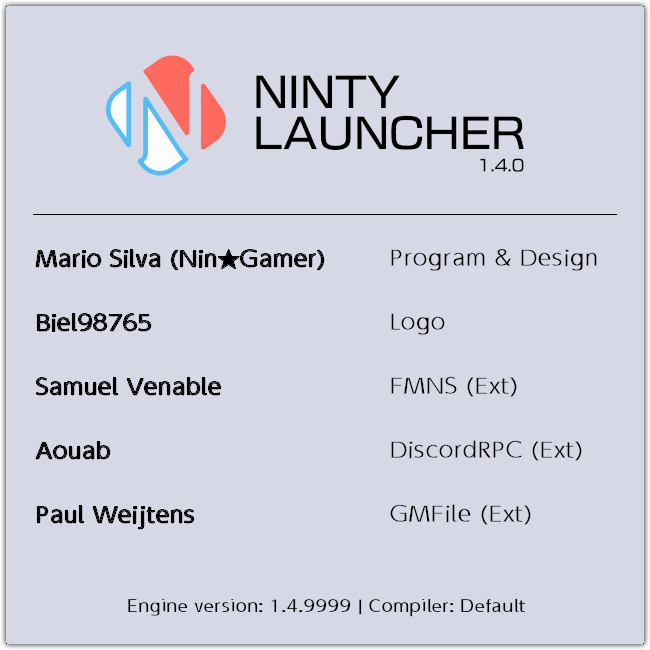 NINTY
LAUNCHER
1.4.0
Mario Silva (Nin★Gamer) Program & Design
Biel98765 Logo
Samuel Venable FMNS (Ext)
Aouab DiscordRPC (Ext)
Paul Weijtens GMFile (Ext)
Engine version: 1.4.9999 | Compiler: Default